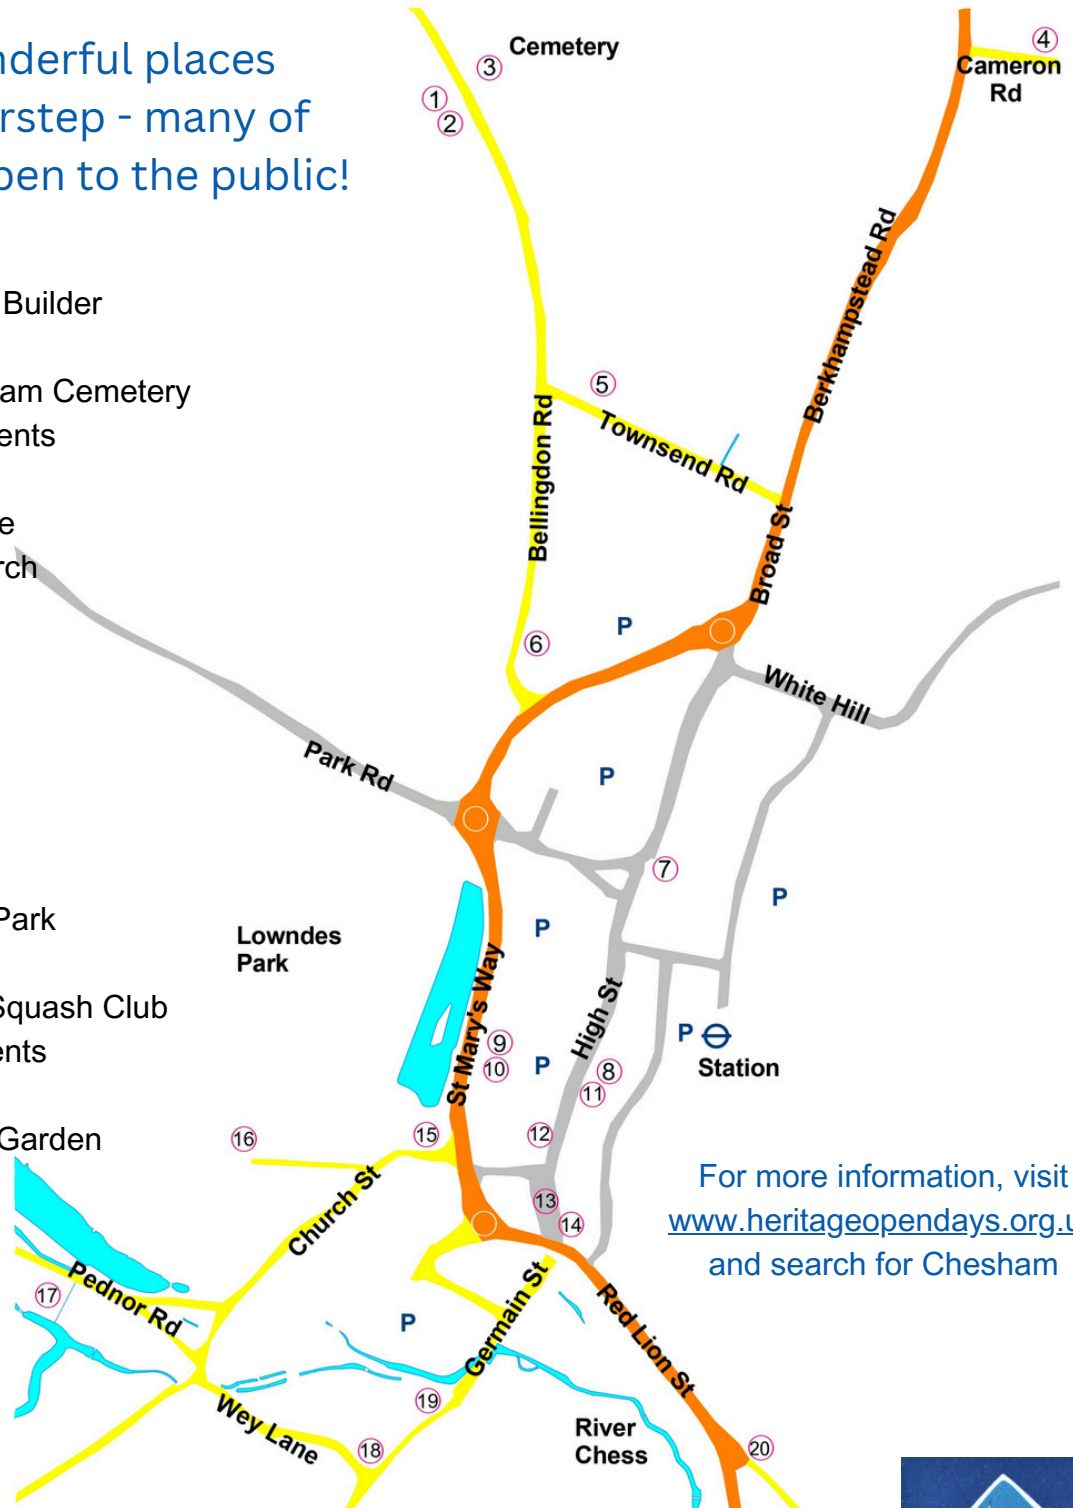 nderful places
rstep - many of
pen to the public!
Builder
am Cemetery
ents
e
rch
Park
Squash Club
ents
Garden
3
Cemetery
1
2
4
Cameron
Rd
Berkhampstead Rd
5
Townsend Rd
Bellingdon Rd
Broad St
6
P
White Hill
Park Rd
P
7
P
Lowndes
Park
P
St Mary's Way
High St
9
10
P
8
11
P
Station
16
15
12
13
14
Church St
17
Pednor Rd
P
Germain St
Red Lion St
19
Wey Lane
18
River
Chess
20
For more information, visit
www.heritageopendays.org.u
and search for Chesham